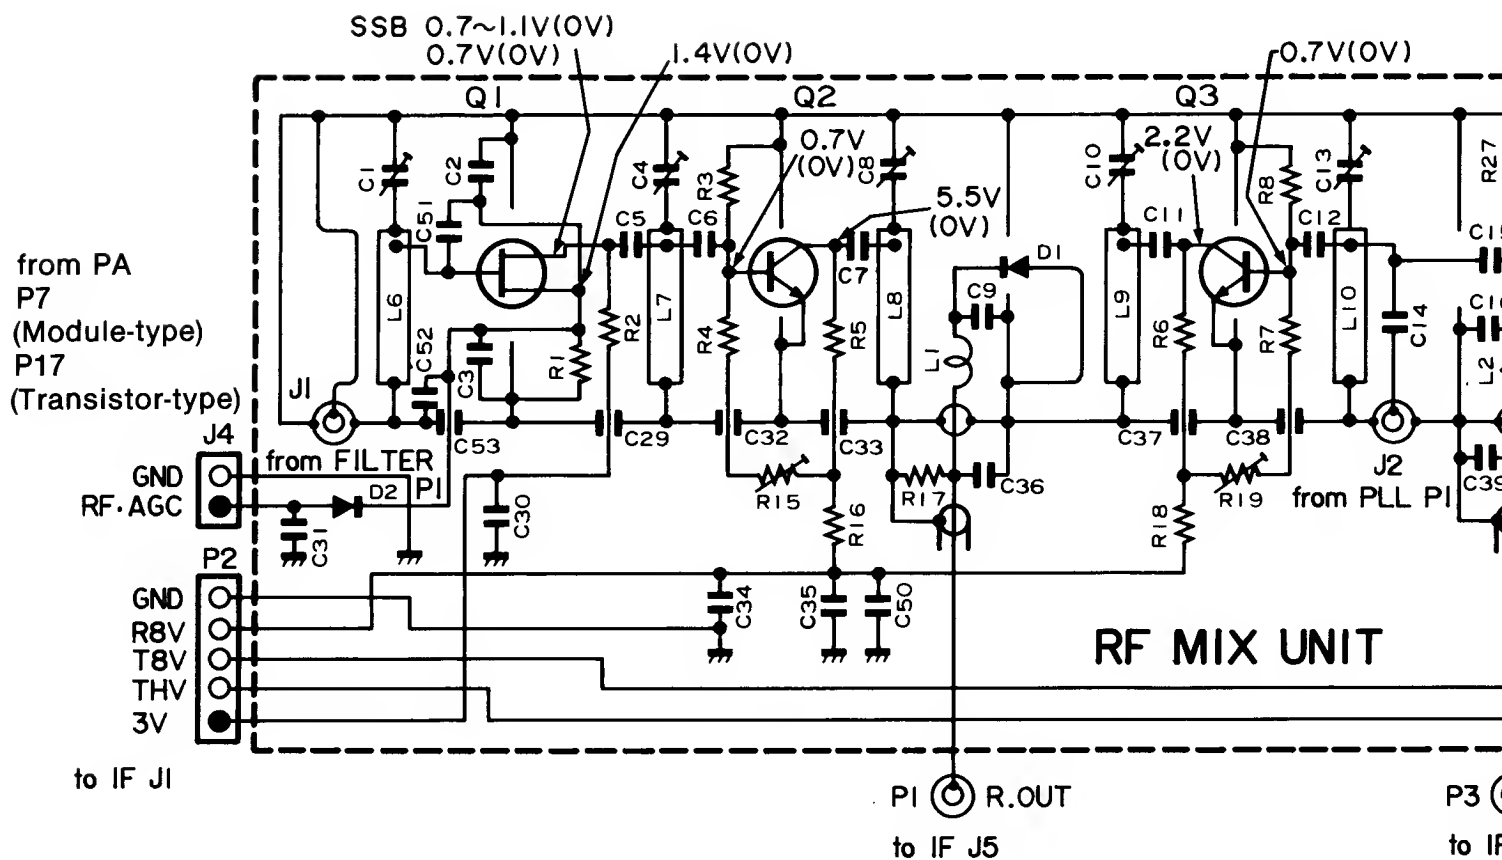 SSB 0.7~1.1V(0V)
0.7V(0V)
1.4V(0V)
0.7V(0V)
Q1
Q2
Q3
0.7V
(0V)
2.2V
(0V)
5.5V
(0V)
C1
C2
C51
C4
C5
R3
C6
C8
C10
C11
R8
C13
C12
R27
C15
from PA
P7
(Module-type)
P17
(Transistor-type)
L6
C52
C3
R1
R2
L7
R4
R5
C7
L8
C9
D1
L1
L9
R6
R7
L10
C14
L2
J1
C53
C29
C32
C33
C37
C38
J2
from PLL P1
J4
from FILTER
P1
GND
RF·AGC
D2
C31
C30
R15
R16
R17
C36
R18
R19
C39
P2
GND
R8V
T8V
THV
3V
C34
C35
C50
RF MIX UNIT
to IF J1
P1
R.OUT
to IF J5
P3
to IF